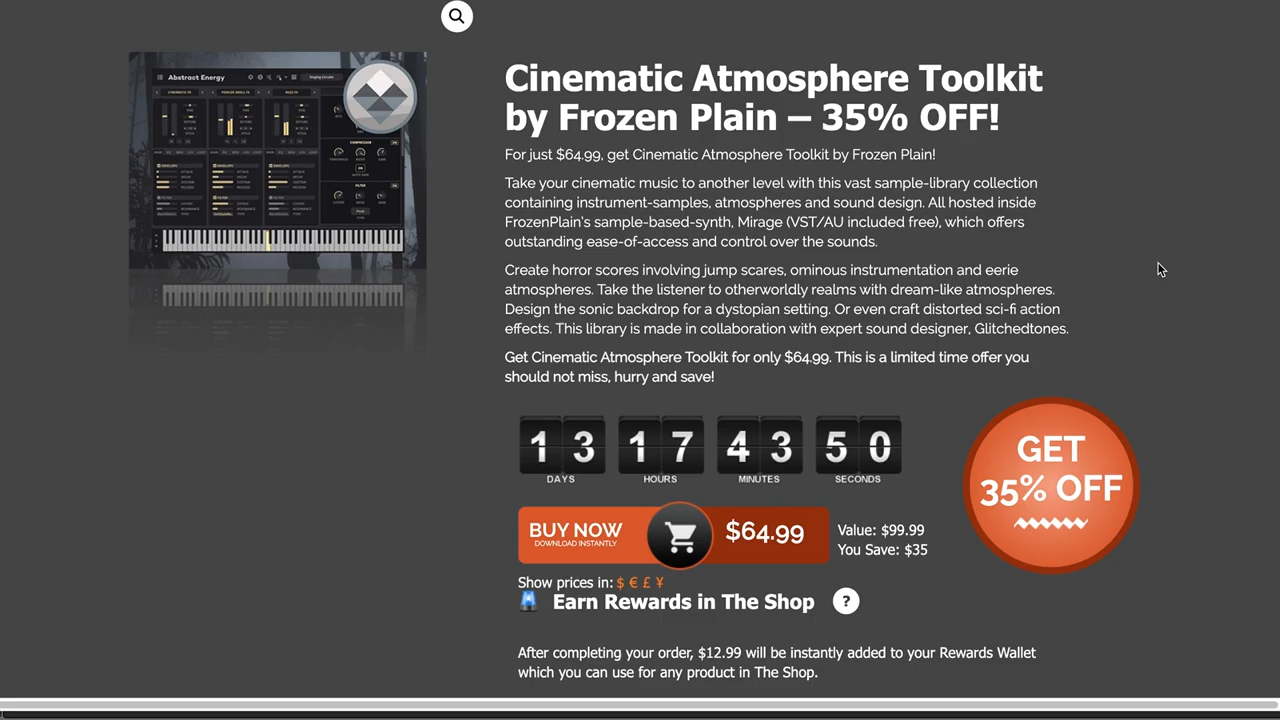 Abstract Energy
Singing Circuits
Cinematic Atmosphere Toolkit
by Frozen Plain – 35% OFF!
For just $64.99, get Cinematic Atmosphere Toolkit by Frozen Plain!
Take your cinematic music to another level with this vast sample-library collection
containing instrument-samples, atmospheres and sound design. All hosted inside
FrozenPlain's sample-based-synth, Mirage (VST/AU included free), which offers
outstanding ease-of-access and control over the sounds.
Create horror scores involving jump scares, ominous instrumentation and eerie
atmospheres. Take the listener to otherworldly realms with dream-like atmospheres.
Design the sonic backdrop for a dystopian setting. Or even craft distorted sci-fi action
effects. This library is made in collaboration with expert sound designer, Glitchedtones.
Get Cinematic Atmosphere Toolkit for only $64.99. This is a limited time offer you
should not miss, hurry and save!
13 17 43 50
DAYS HOURS MINUTES SECONDS
GET
35% OFF
BUY NOW
DOWNLOAD INSTANTLY
$64.99
Value: $99.99
You Save: $35
Show prices in: $ € £ ¥
Earn Rewards in The Shop ?
After completing your order, $12.99 will be instantly added to your Rewards Wallet
which you can use for any product in The Shop.